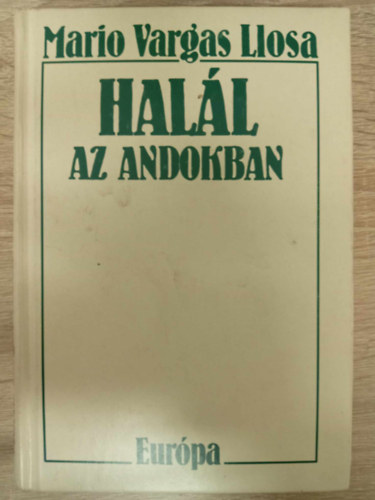 Mario Vargas Llosa
HALÁL
AZ ANDOKBAN
Európa